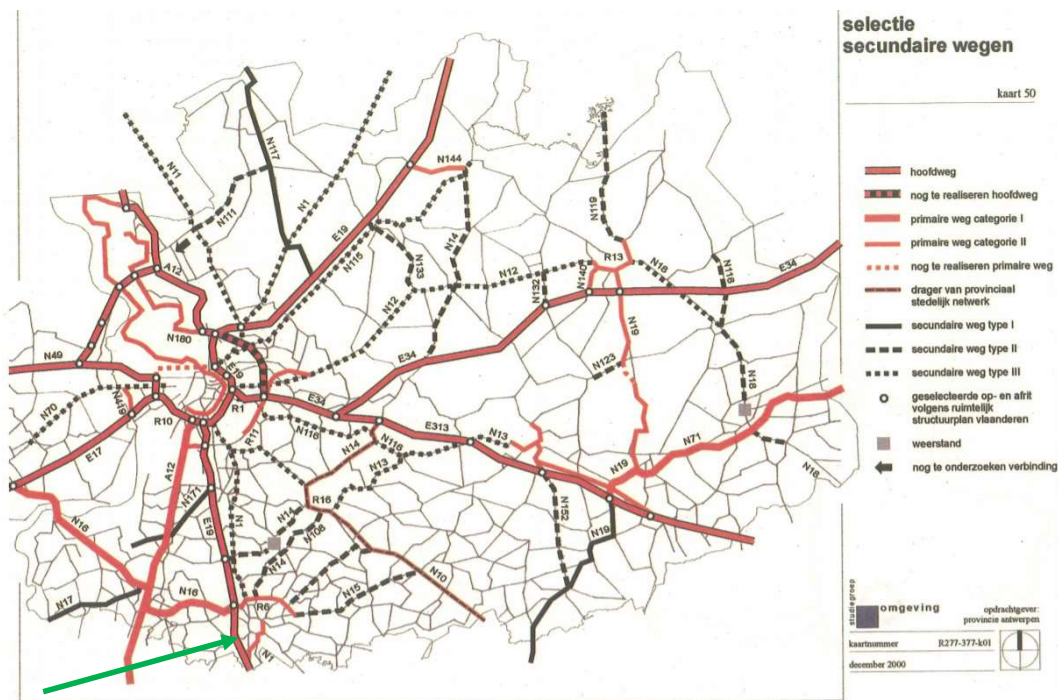 selectie
secundaire wegen
kaart 50
hoofdweg
nog te realiseren hoofdweg
primaire weg categorie I
primaire weg categorie II
nog te realiseren primaire weg
drager van provinciaal
stedelijk netwerk
secundaire weg type I
secundaire weg type II
secundaire weg type III
geselecteerde op- en afrit
volgens ruimtelijk
structuurplan vlaanderen
weerstand
nog te onderzoeken verbinding
N11
N117
N111
N1
E19
N144
N115
N14
N133
N12
N12
N119
R13
N140
N132
N18
N116
E34
A12
N180
N49
E19
E34
N19
N123
N18
N70
N419
R10
R1
R11
E34
N116
E313
N14
N116
N13
N13
N71
N18
E17
A12
N171
E19
N1
R16
N14
N108
N14
N152
N19
N19
N16
N17
N16
R6
N15
N10
N1
studiegroep
omgeving
opdrachtgever:
provincie antwerpen
kaartnummer R277-377-k01
december 2000